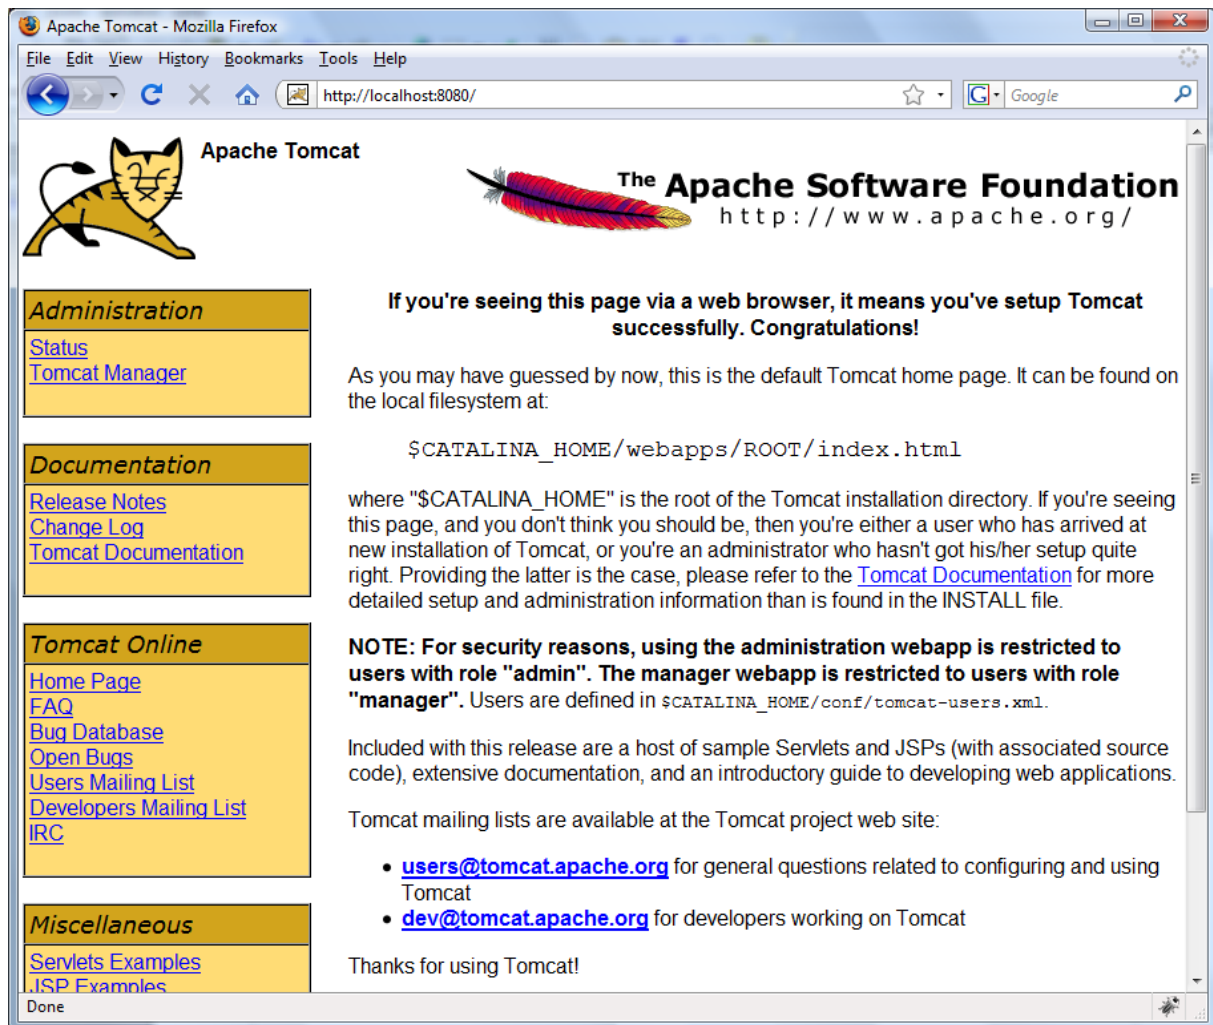 Apache Tomcat - Mozilla Firefox
File Edit View History Bookmarks Tools Help
http://localhost:8080/
G Google
Apache Tomcat
The Apache Software Foundation
http://www.apache.org/
Administration
Status
Tomcat Manager
Documentation
Release Notes
Change Log
Tomcat Documentation
Tomcat Online
Home Page
FAQ
Bug Database
Open Bugs
Users Mailing List
Developers Mailing List
IRC
Miscellaneous
Servlets Examples
JSP Examples
If you're seeing this page via a web browser, it means you've setup Tomcat
successfully. Congratulations!
As you may have guessed by now, this is the default Tomcat home page. It can be found on
the local filesystem at:
$CATALINA_HOME/webapps/ROOT/index.html
where "$CATALINA_HOME" is the root of the Tomcat installation directory. If you're seeing
this page, and you don't think you should be, then you're either a user who has arrived at
new installation of Tomcat, or you're an administrator who hasn't got his/her setup quite
right. Providing the latter is the case, please refer to the Tomcat Documentation for more
detailed setup and administration information than is found in the INSTALL file.
NOTE: For security reasons, using the administration webapp is restricted to
users with role "admin". The manager webapp is restricted to users with role
"manager". Users are defined in $CATALINA_HOME/conf/tomcat-users.xml.
Included with this release are a host of sample Servlets and JSPs (with associated source
code), extensive documentation, and an introductory guide to developing web applications.
Tomcat mailing lists are available at the Tomcat project web site:
• users@tomcat.apache.org for general questions related to configuring and using
Tomcat
• dev@tomcat.apache.org for developers working on Tomcat
Thanks for using Tomcat!
Done